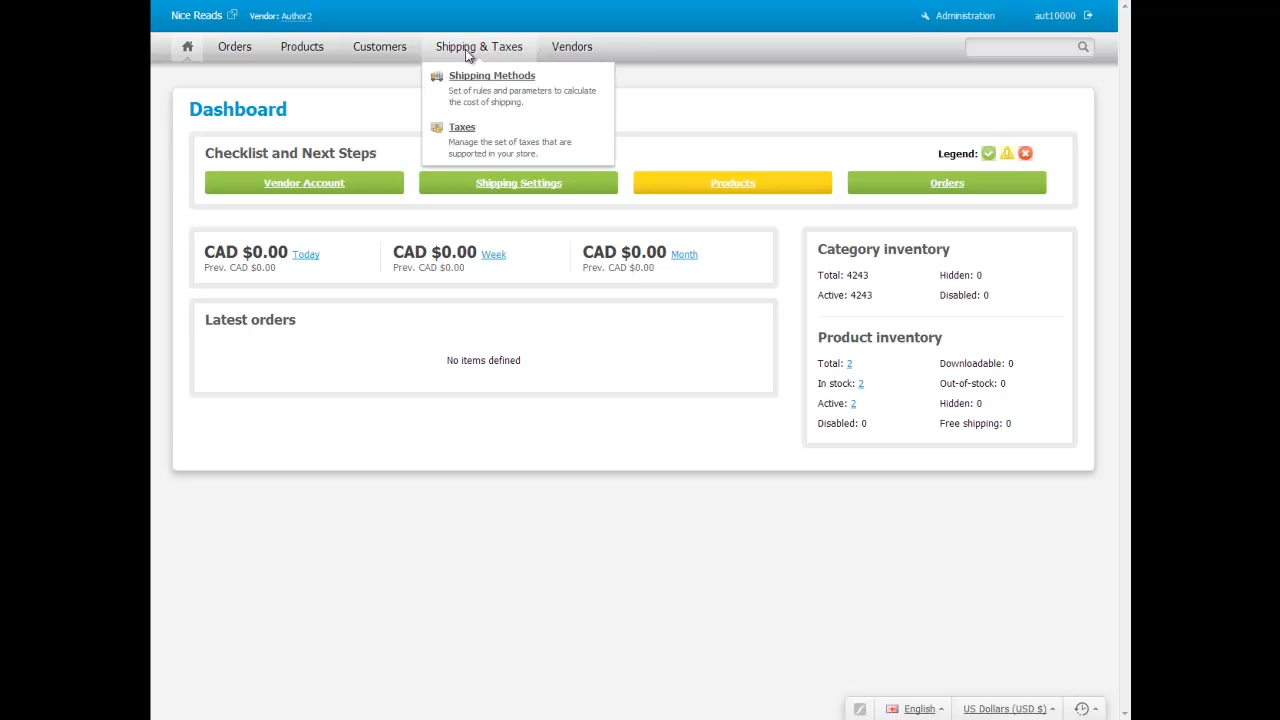 Nice Reads Vendor: Author2 Administration aut10000
Orders Products Customers Shipping & Taxes Vendors
Shipping Methods
Set of rules and parameters to calculate
the cost of shipping.
Taxes
Manage the set of taxes that are
supported in your store.
Dashboard
Checklist and Next Steps Legend:
Vendor Account Shipping Settings Products Orders
CAD $0.00 Today CAD $0.00 Week CAD $0.00 Month
Prev. CAD $0.00 Prev. CAD $0.00 Prev. CAD $0.00
Latest orders
No items defined
Category inventory
Total: 4243 Hidden: 0
Active: 4243 Disabled: 0
Product inventory
Total: 2 Downloadable: 0
In stock: 2 Out-of-stock: 0
Active: 2 Hidden: 0
Disabled: 0 Free shipping: 0
English US Dollars (USD $)